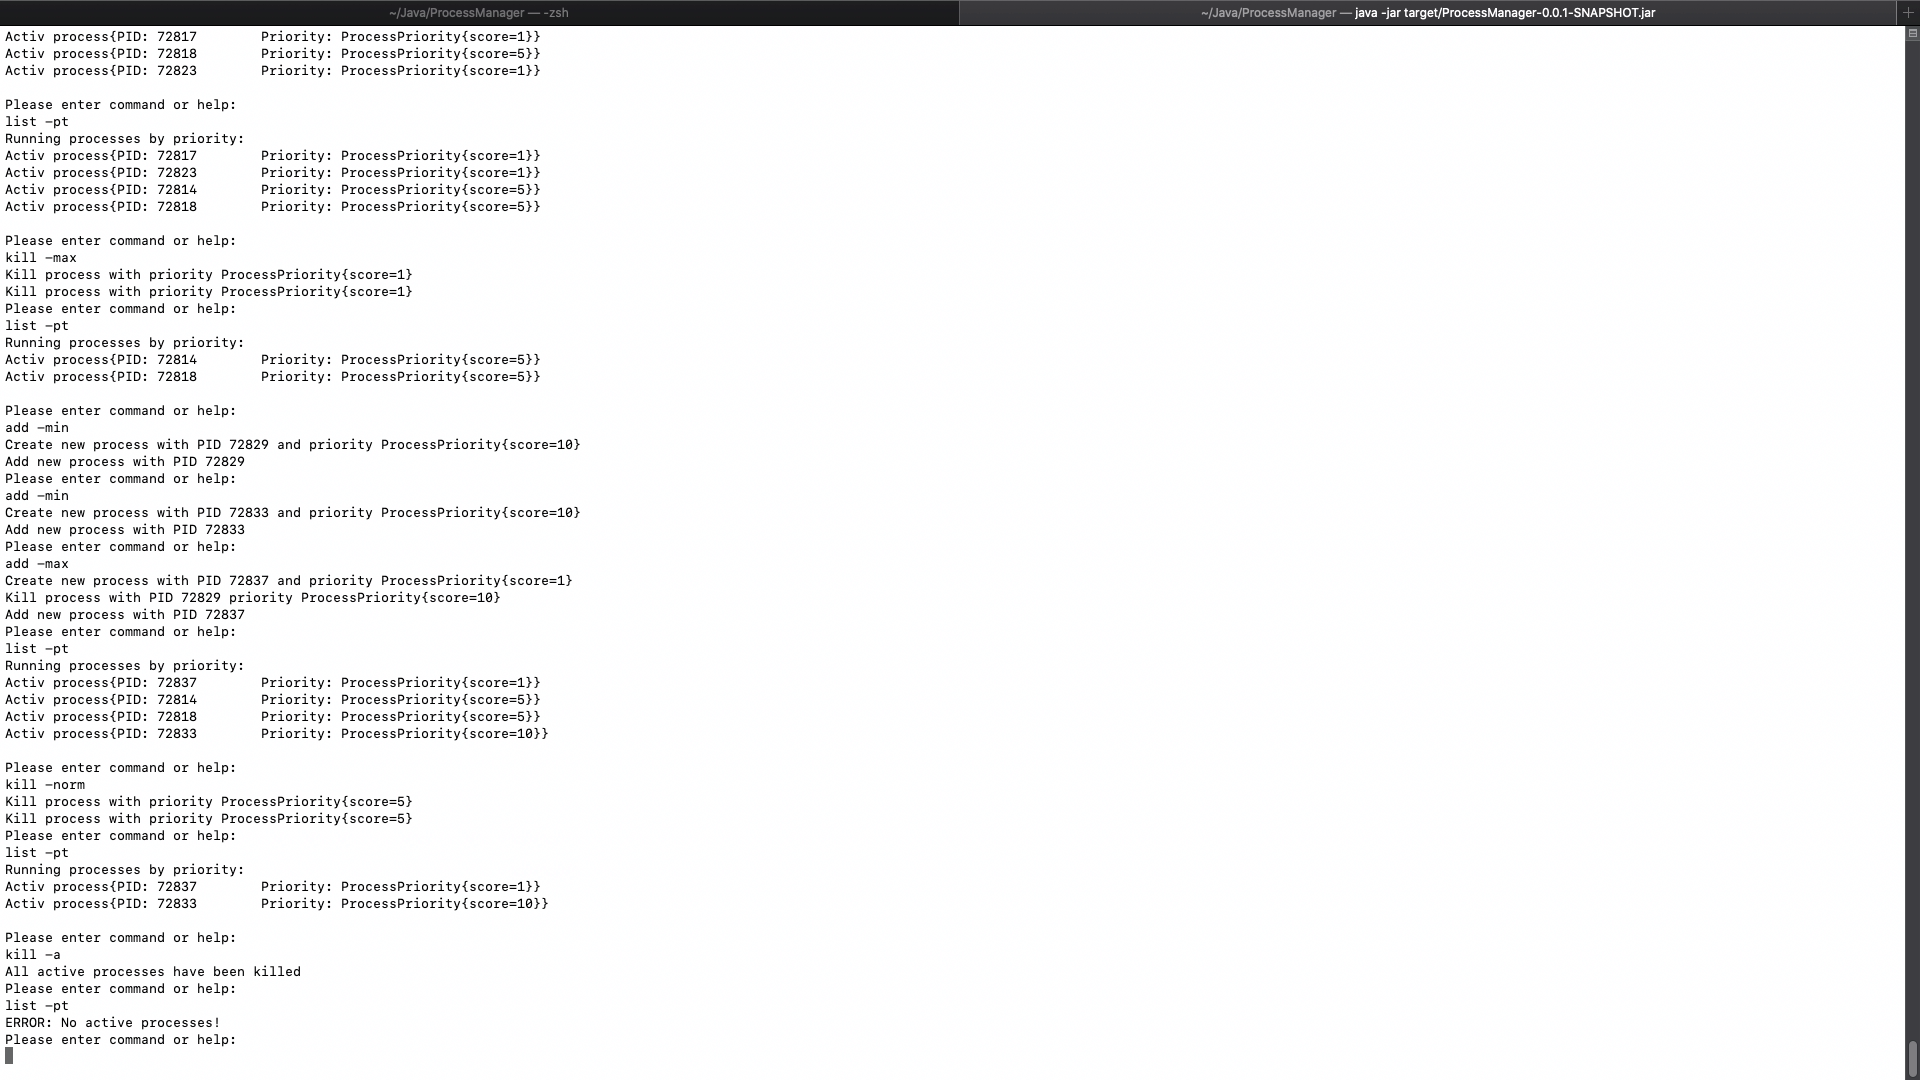 ~/Java/ProcessManager — -zsh
~/Java/ProcessManager — java -jar target/ProcessManager-0.0.1-SNAPSHOT.jar
Activ process{PID: 72817        Priority: ProcessPriority{score=1}}
Activ process{PID: 72818        Priority: ProcessPriority{score=5}}
Activ process{PID: 72823        Priority: ProcessPriority{score=1}}

Please enter command or help:
list -pt
Running processes by priority:
Activ process{PID: 72817        Priority: ProcessPriority{score=1}}
Activ process{PID: 72823        Priority: ProcessPriority{score=1}}
Activ process{PID: 72814        Priority: ProcessPriority{score=5}}
Activ process{PID: 72818        Priority: ProcessPriority{score=5}}

Please enter command or help:
kill -max
Kill process with priority ProcessPriority{score=1}
Kill process with priority ProcessPriority{score=1}
Please enter command or help:
list -pt
Running processes by priority:
Activ process{PID: 72814        Priority: ProcessPriority{score=5}}
Activ process{PID: 72818        Priority: ProcessPriority{score=5}}

Please enter command or help:
add -min
Create new process with PID 72829 and priority ProcessPriority{score=10}
Add new process with PID 72829
Please enter command or help:
add -min
Create new process with PID 72833 and priority ProcessPriority{score=10}
Add new process with PID 72833
Please enter command or help:
add -max
Create new process with PID 72837 and priority ProcessPriority{score=1}
Kill process with PID 72829 priority ProcessPriority{score=10}
Add new process with PID 72837
Please enter command or help:
list -pt
Running processes by priority:
Activ process{PID: 72837        Priority: ProcessPriority{score=1}}
Activ process{PID: 72814        Priority: ProcessPriority{score=5}}
Activ process{PID: 72818        Priority: ProcessPriority{score=5}}
Activ process{PID: 72833        Priority: ProcessPriority{score=10}}

Please enter command or help:
kill -norm
Kill process with priority ProcessPriority{score=5}
Kill process with priority ProcessPriority{score=5}
Please enter command or help:
list -pt
Running processes by priority:
Activ process{PID: 72837        Priority: ProcessPriority{score=1}}
Activ process{PID: 72833        Priority: ProcessPriority{score=10}}

Please enter command or help:
kill -a
All active processes have been killed
Please enter command or help:
list -pt
ERROR: No active processes!
Please enter command or help: